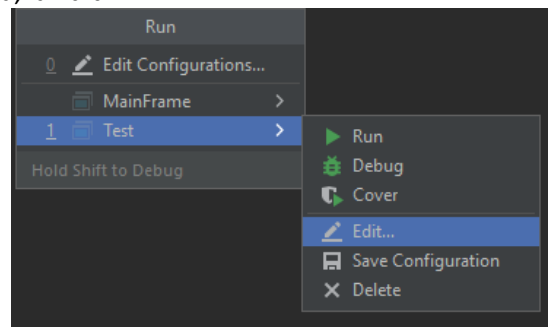 Run
0 Edit Configurations...
MainFrame
1 Test
Hold Shift to Debug
Run
Debug
Cover
Edit...
Save Configuration
Delete